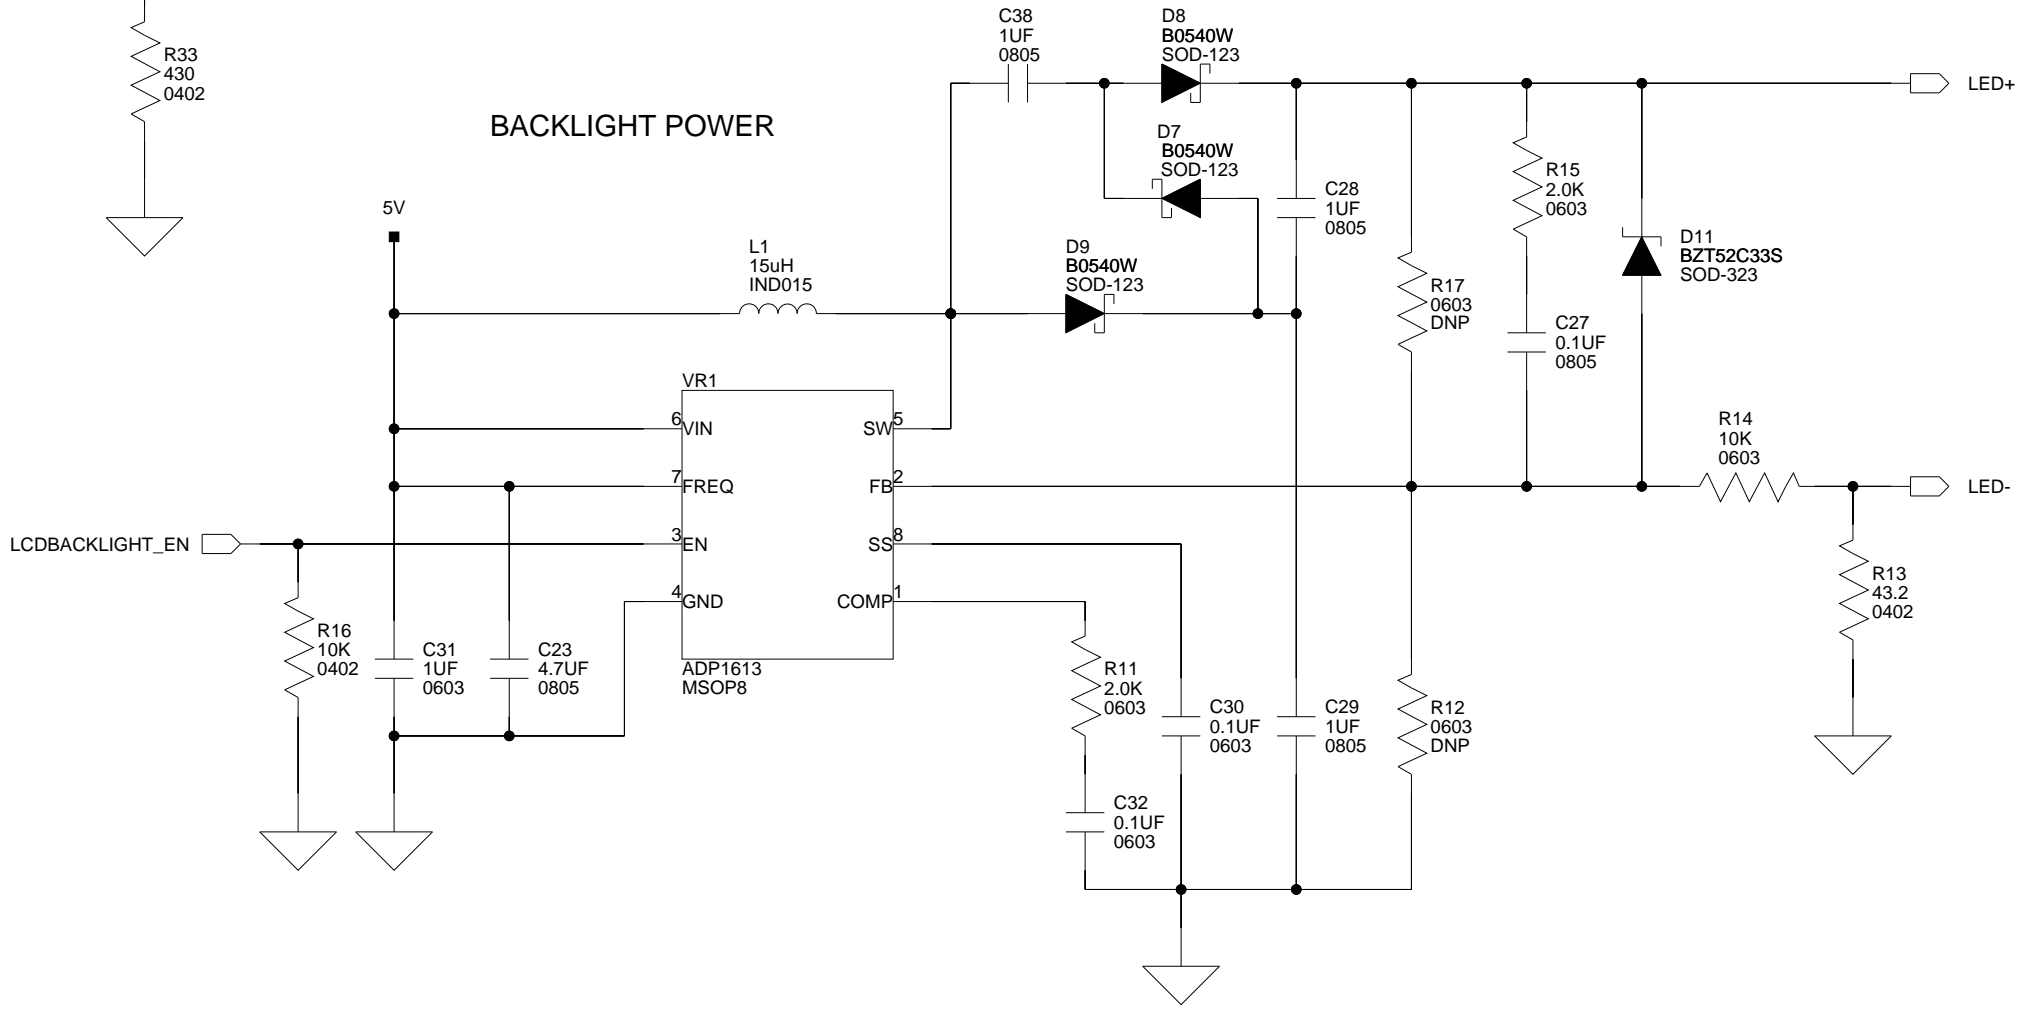 R33
430
0402
BACKLIGHT POWER
C38
1UF
0805
D8
B0540W
SOD-123
LED+
D7
B0540W
SOD-123
C28
1UF
0805
R15
2.0K
0603
5V
L1
15uH
IND015
D9
B0540W
SOD-123
R17
0603
DNP
D11
BZT52C33S
SOD-323
C27
0.1UF
0805
VR1
6
VIN
SW
5
7
FREQ
FB
2
R14
10K
0603
LED-
LCDBACKLIGHT_EN
3
EN
SS
8
4
GND
COMP
1
R13
43.2
0402
R16
10K
0402
C31
1UF
0603
C23
4.7UF
0805
ADP1613
MSOP8
R11
2.0K
0603
C30
0.1UF
0603
C29
1UF
0805
R12
0603
DNP
C32
0.1UF
0603